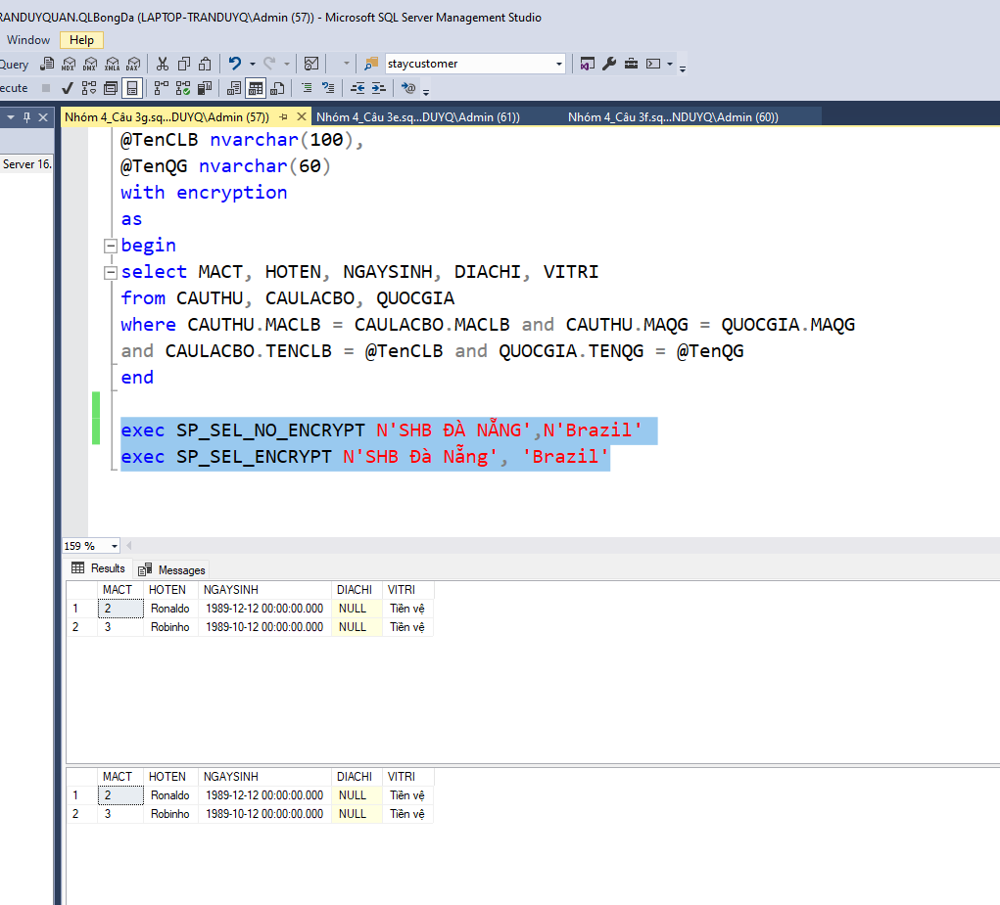 RANDUYQUAN.QLBongDa (LAPTOP-TRANDUYQ\Admin (57)) - Microsoft SQL Server Management Studio
Window Help
Query MDX DMX XMLA DAX staycustomer
ecute
Nhóm 4_Câu 3g.sq...DUYQ\Admin (57)) Nhóm 4_Câu 3e.sq...DUYQ\Admin (61)) Nhóm 4_Câu 3f.sq...NDUYQ\Admin (60))
Server 16.
@TenCLB nvarchar(100),
@TenQG nvarchar(60)
with encryption
as
begin
select MACT, HOTEN, NGAYSINH, DIACHI, VITRI
from CAUTHU, CAULACBO, QUOCGIA
where CAUTHU.MACLB = CAULACBO.MACLB and CAUTHU.MAQG = QUOCGIA.MAQG
and CAULACBO.TENCLB = @TenCLB and QUOCGIA.TENQG = @TenQG
end
exec SP_SEL_NO_ENCRYPT N'SHB ĐÀ NẴNG',N'Brazil'
exec SP_SEL_ENCRYPT N'SHB Đà Nẵng', 'Brazil'
159 %
Results Messages
MACT HOTEN NGAYSINH DIACHI VITRI
1 2 Ronaldo 1989-12-12 00:00:00.000 NULL Tiền vệ
2 3 Robinho 1989-10-12 00:00:00.000 NULL Tiền vệ
MACT HOTEN NGAYSINH DIACHI VITRI
1 2 Ronaldo 1989-12-12 00:00:00.000 NULL Tiền vệ
2 3 Robinho 1989-10-12 00:00:00.000 NULL Tiền vệ